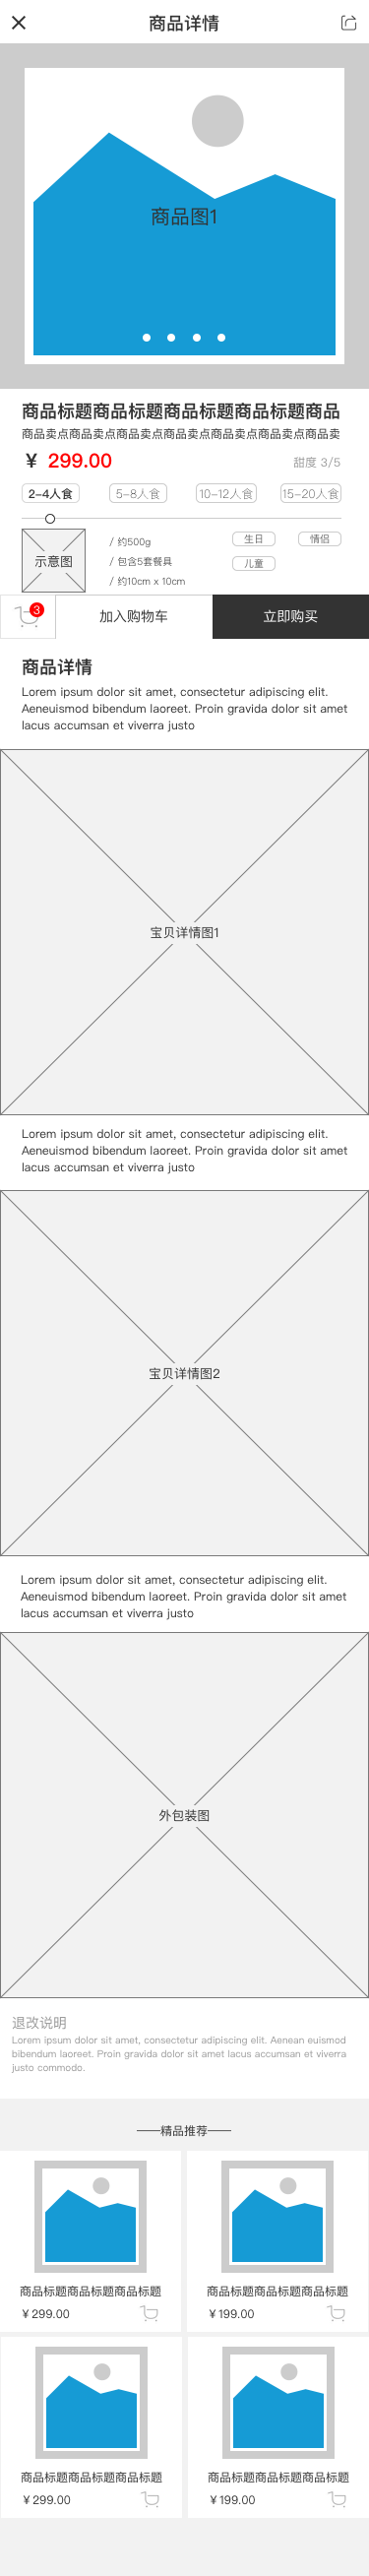 商品详情
商品图1
商品标题商品标题商品标题商品标题商品
商品卖点商品卖点商品卖点商品卖点商品卖点商品卖点商品卖
¥ 299.00
甜度 3/5
2-4人食
5-8人食
10-12人食
15-20人食
示意图
/ 约500g
/ 包含5套餐具
/ 约10cm x 10cm
生日
情侣
儿童
3
加入购物车
立即购买
商品详情
Lorem ipsum dolor sit amet, consectetur adipiscing elit.
Aeneuismod bibendum laoreet. Proin gravida dolor sit amet
lacus accumsan et viverra justo
宝贝详情图1
Lorem ipsum dolor sit amet, consectetur adipiscing elit.
Aeneuismod bibendum laoreet. Proin gravida dolor sit amet
lacus accumsan et viverra justo
宝贝详情图2
Lorem ipsum dolor sit amet, consectetur adipiscing elit.
Aeneuismod bibendum laoreet. Proin gravida dolor sit amet
lacus accumsan et viverra justo
外包装图
退改说明
Lorem ipsum dolor sit amet, consectetur adipiscing elit. Aenean euismod
bibendum laoreet. Proin gravida dolor sit amet lacus accumsan et viverra
justo commodo.
——精品推荐——
商品标题商品标题商品标题
¥299.00
商品标题商品标题商品标题
¥199.00
商品标题商品标题商品标题
¥299.00
商品标题商品标题商品标题
¥199.00